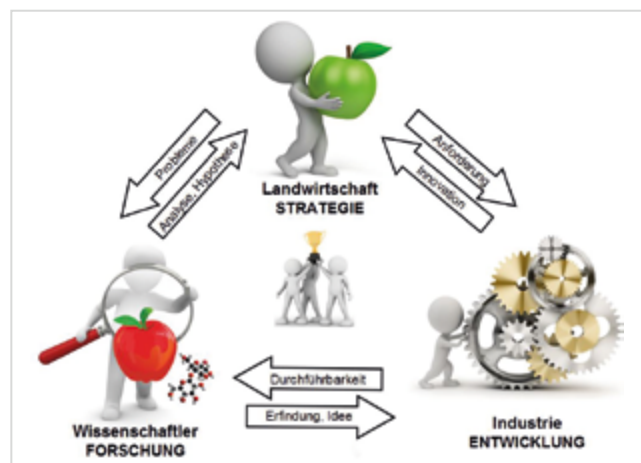 Probleme
Analyse, Hypothese
Anforderung
Innovation
Landwirtschaft
STRATEGIE
Durchführbarkeit
Erfindung, Idee
Wissenschaftler
FORSCHUNG
Industrie
ENTWICKLUNG